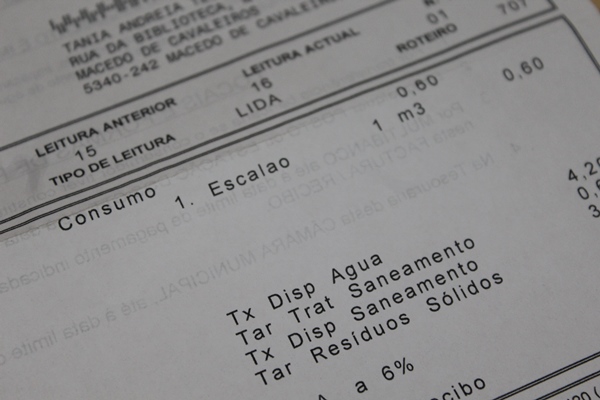 TANIA ANDREIA
RUA DA BIBLIOTECA,
MACEDO DE CAVALEIROS
5340-242 MACEDO DE CAVALEIROS
LEITURA ANTERIOR LEITURA ACTUAL
15 16 01 707
TIPO DE LEITURA LIDA ROTEIRO
Consumo 1. Escalao 1 m3 0,60 0,60
Tx Disp Agua
Tar Trat Saneamento
Tx Disp Saneamento
Tar Resíduos Sólidos
a 6%